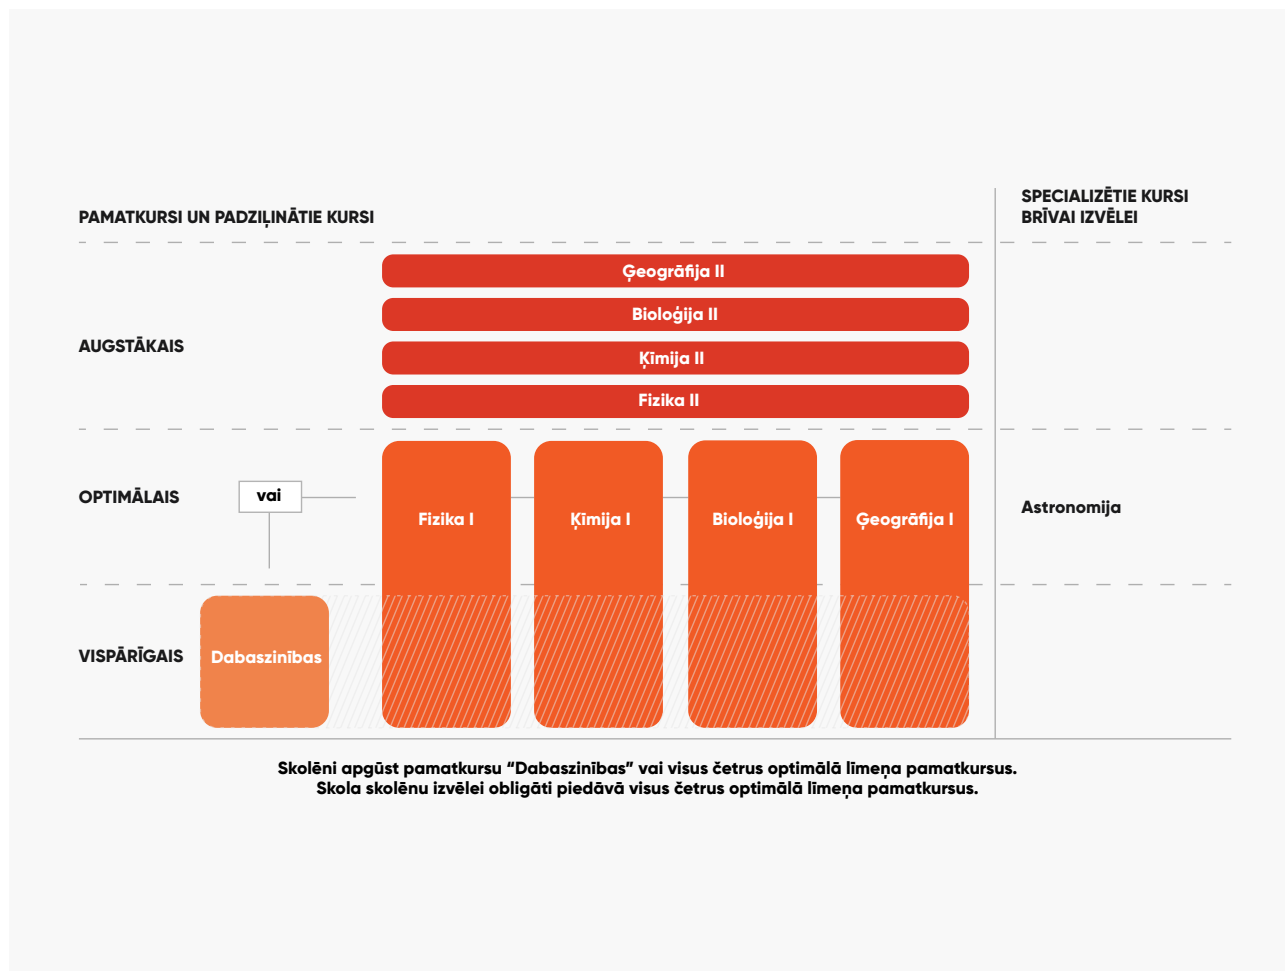 PAMATKURSI UN PADZIĻINĀTIE KURSI
SPECIALIZĒTIE KURSI
BRĪVAI IZVĒLEI
AUGSTĀKAIS
Ģeogrāfija II
Bioloģija II
Ķīmija II
Fizika II
OPTIMĀLAIS
vai
Fizika I
Ķīmija I
Bioloģija I
Ģeogrāfija I
Astronomija
VISPĀRĪGAIS
Dabaszinības
Skolēni apgūst pamatkursu “Dabaszinības” vai visus četrus optimālā līmeņa pamatkursus.
Skola skolēnu izvēlei obligāti piedāvā visus četrus optimālā līmeņa pamatkursus.